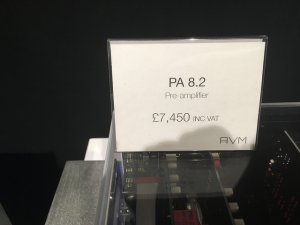 PA 8.2
Pre-amplifier
£7,450 INC VAT
AVM